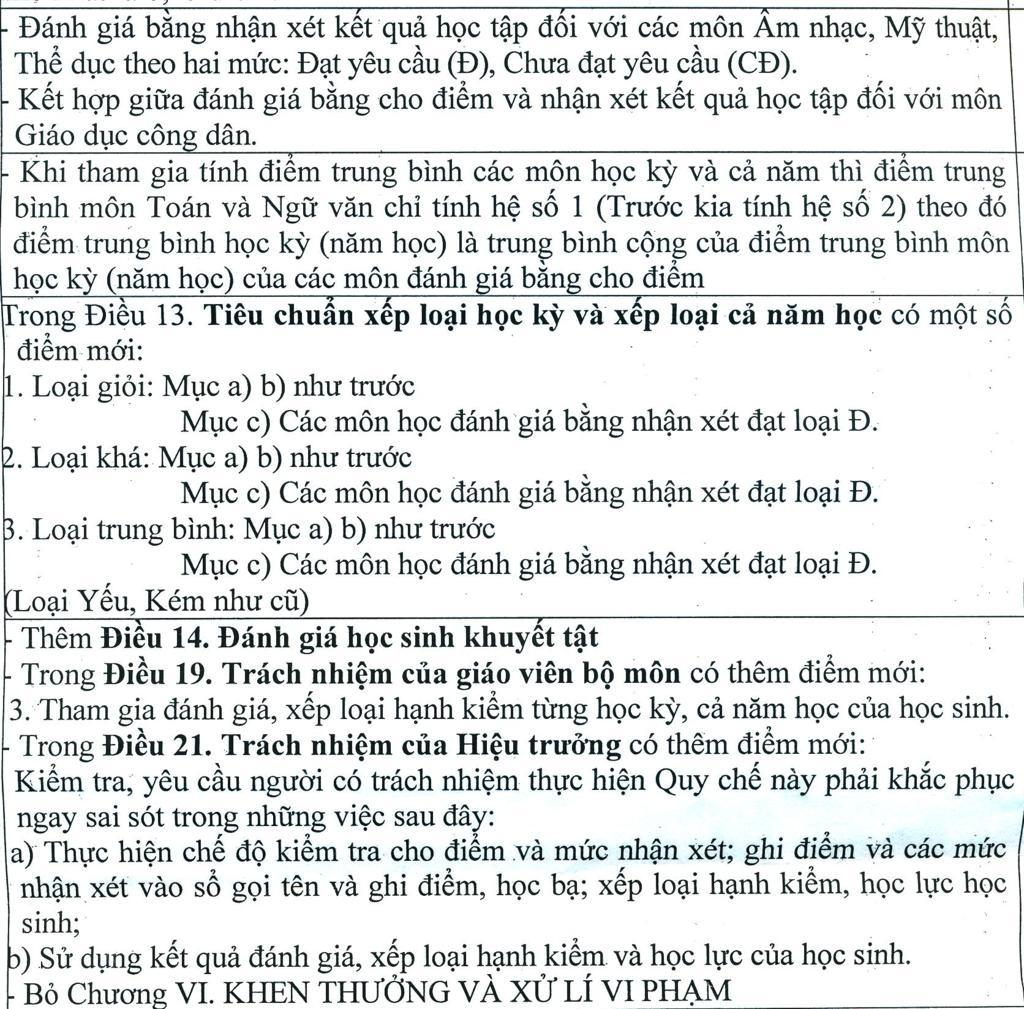 - Đánh giá bằng nhận xét kết quả học tập đối với các môn Âm nhạc, Mỹ thuật,
Thể dục theo hai mức: Đạt yêu cầu (Đ), Chưa đạt yêu cầu (CĐ).
- Kết hợp giữa đánh giá bằng cho điểm và nhận xét kết quả học tập đối với môn
Giáo dục công dân.
- Khi tham gia tính điểm trung bình các môn học kỳ và cả năm thì điểm trung
bình môn Toán và Ngữ văn chỉ tính hệ số 1 (Trước kia tính hệ số 2) theo đó
điểm trung bình học kỳ (năm học) là trung bình cộng của điểm trung bình môn
học kỳ (năm học) của các môn đánh giá bằng cho điểm
Trong Điều 13. Tiêu chuẩn xếp loại học kỳ và xếp loại cả năm học có một số
điểm mới:
1. Loại giỏi: Mục a) b) như trước
Mục c) Các môn học đánh giá bằng nhận xét đạt loại Đ.
2. Loại khá: Mục a) b) như trước
Mục c) Các môn học đánh giá bằng nhận xét đạt loại Đ.
3. Loại trung bình: Mục a) b) như trước
Mục c) Các môn học đánh giá bằng nhận xét đạt loại Đ.
(Loại Yếu, Kém như cũ)
- Thêm Điều 14. Đánh giá học sinh khuyết tật
- Trong Điều 19. Trách nhiệm của giáo viên bộ môn có thêm điểm mới:
3. Tham gia đánh giá, xếp loại hạnh kiểm từng học kỳ, cả năm học của học sinh.
- Trong Điều 21. Trách nhiệm của Hiệu trưởng có thêm điểm mới:
Kiểm tra, yêu cầu người có trách nhiệm thực hiện Quy chế này phải khắc phục
ngay sai sót trong những việc sau đây:
a) Thực hiện chế độ kiểm tra cho điểm và mức nhận xét; ghi điểm và các mức
nhận xét vào sổ gọi tên và ghi điểm, học bạ; xếp loại hạnh kiểm, học lực học
sinh;
b) Sử dụng kết quả đánh giá, xếp loại hạnh kiểm và học lực của học sinh.
- Bỏ Chương VI. KHEN THƯỞNG VÀ XỬ LÍ VI PHẠM